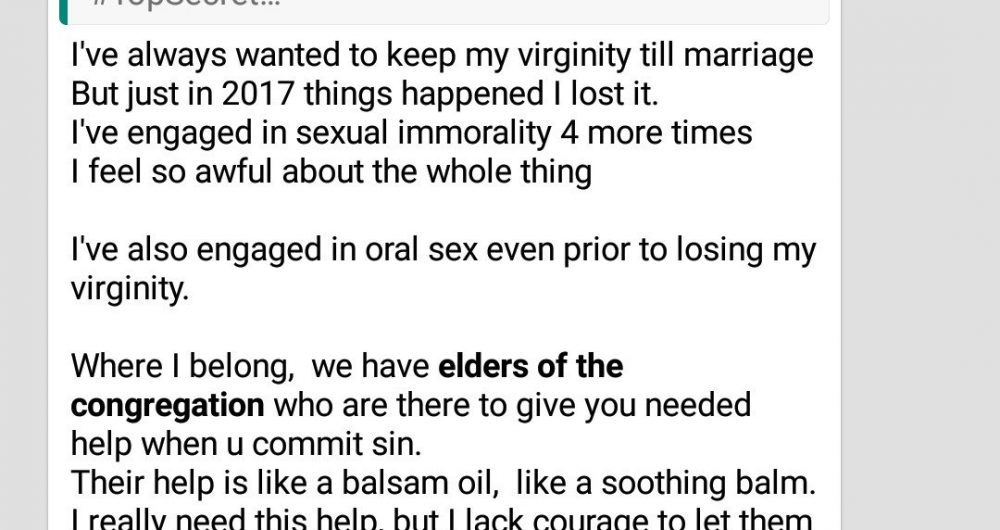 #TopSecret...
I've always wanted to keep my virginity till marriage
But just in 2017 things happened I lost it.
I've engaged in sexual immorality 4 more times
I feel so awful about the whole thing
I've also engaged in oral sex even prior to losing my
virginity.
Where I belong,  we have elders of the
congregation who are there to give you needed
help when u commit sin.
Their help is like a balsam oil,  like a soothing balm.
I really need this help, but I lack courage to let them